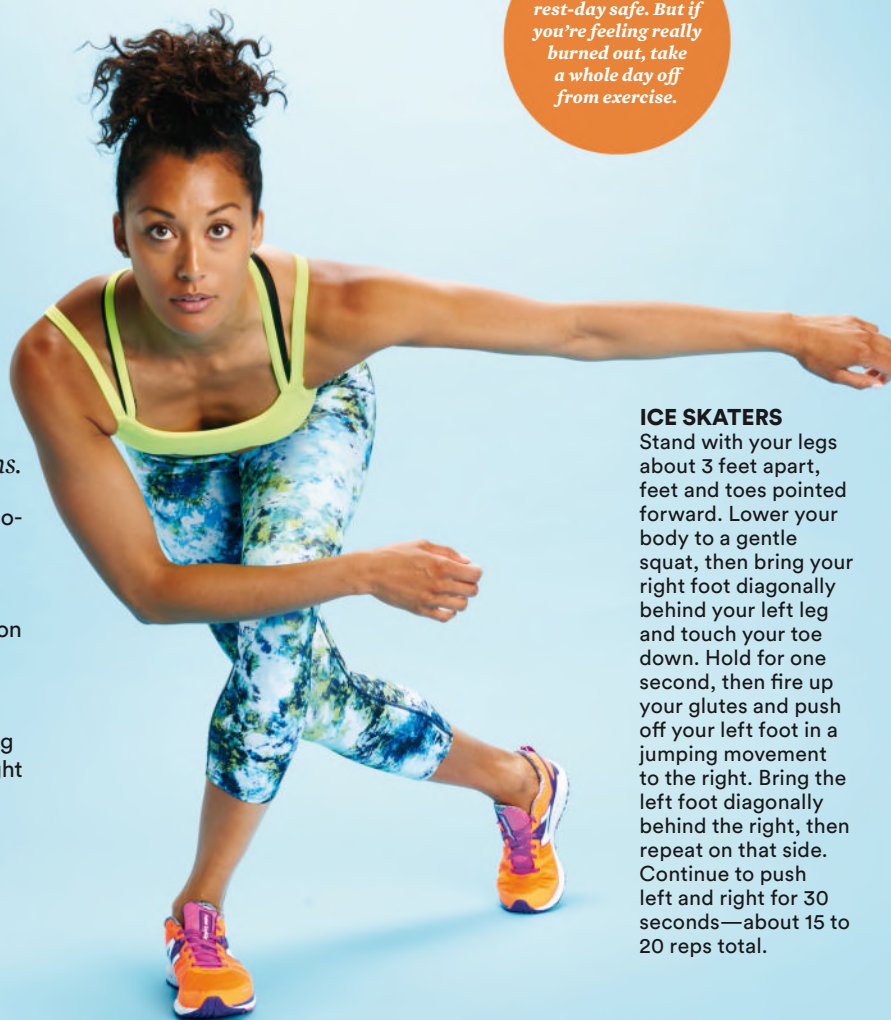 rest-day safe. But if
you're feeling really
burned out, take
a whole day off
from exercise.
ns.
o-
on
g
ht
ICE SKATERS
Stand with your legs
about 3 feet apart,
feet and toes pointed
forward. Lower your
body to a gentle
squat, then bring your
right foot diagonally
behind your left leg
and touch your toe
down. Hold for one
second, then fire up
your glutes and push
off your left foot in a
jumping movement
to the right. Bring the
left foot diagonally
behind the right, then
repeat on that side.
Continue to push
left and right for 30
seconds—about 15 to
20 reps total.